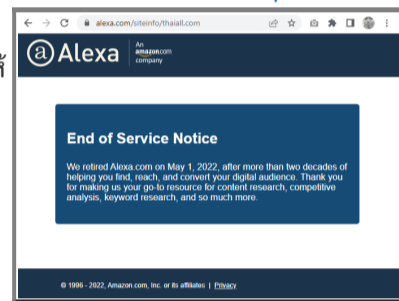 alexa.com/siteinfo/thaiall.com
a Alexa
An
amazon.com
company
End of Service Notice
We retired Alexa.com on May 1, 2022, after more than two decades of
helping you find, reach, and convert your digital audience. Thank you
for making us your go-to resource for content research, competitive
analysis, keyword research, and so much more.
© 1996 - 2022, Amazon.com, Inc. or its affiliates | Privacy